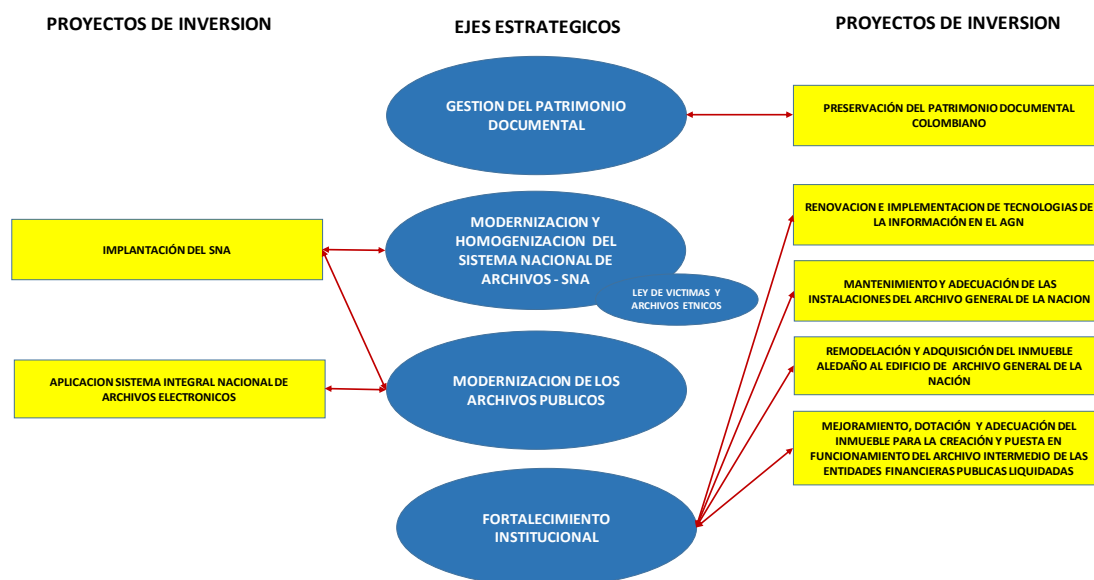 PROYECTOS DE INVERSION
EJES ESTRATEGICOS
PROYECTOS DE INVERSION
GESTION DEL PATRIMONIO
DOCUMENTAL
PRESERVACIÓN DEL PATRIMONIO DOCUMENTAL
COLOMBIANO
IMPLANTACIÓN DEL SNA
MODERNIZACION Y
HOMOGENIZACION DEL
SISTEMA NACIONAL DE
ARCHIVOS - SNA
LEY DE VICTIMAS Y
ARCHIVOS ETNICOS
RENOVACION E IMPLEMENTACION DE TECNOLOGIAS DE
LA INFORMACIÓN EN EL AGN
MANTENIMIENTO Y ADECUACIÓN DE LAS
INSTALACIONES DEL ARCHIVO GENERAL DE LA NACION
APLICACION SISTEMA INTEGRAL NACIONAL DE
ARCHIVOS ELECTRONICOS
MODERNIZACION DE LOS
ARCHIVOS PUBLICOS
REMODELACIÓN Y ADQUISICIÓN DEL INMUEBLE
ALEDAÑO AL EDIFICIO DE ARCHIVO GENERAL DE LA
NACIÓN
MEJORAMIENTO, DOTACIÓN Y ADECUACIÓN DEL
INMUEBLE PARA LA CREACIÓN Y PUESTA EN
FUNCIONAMIENTO DEL ARCHIVO INTERMEDIO DE LAS
ENTIDADES FINANCIERAS PUBLICAS LIQUIDADAS
FORTALECIMIENTO
INSTITUCIONAL